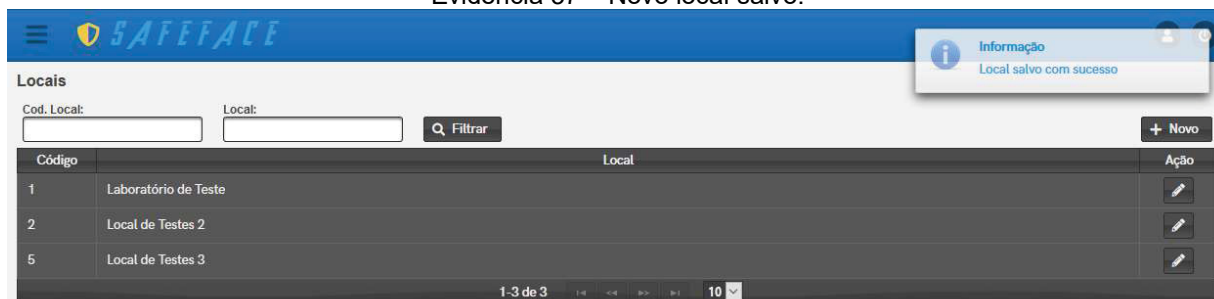 Evidência 37 – Novo local salvo.
SAFEFACE
Informação
Local salvo com sucesso
Locais
Cod. Local:
Local:
Filtrar
+ Novo
Código Local Ação
1 Laboratório de Teste
2 Local de Testes 2
5 Local de Testes 3
1-3 de 3 10